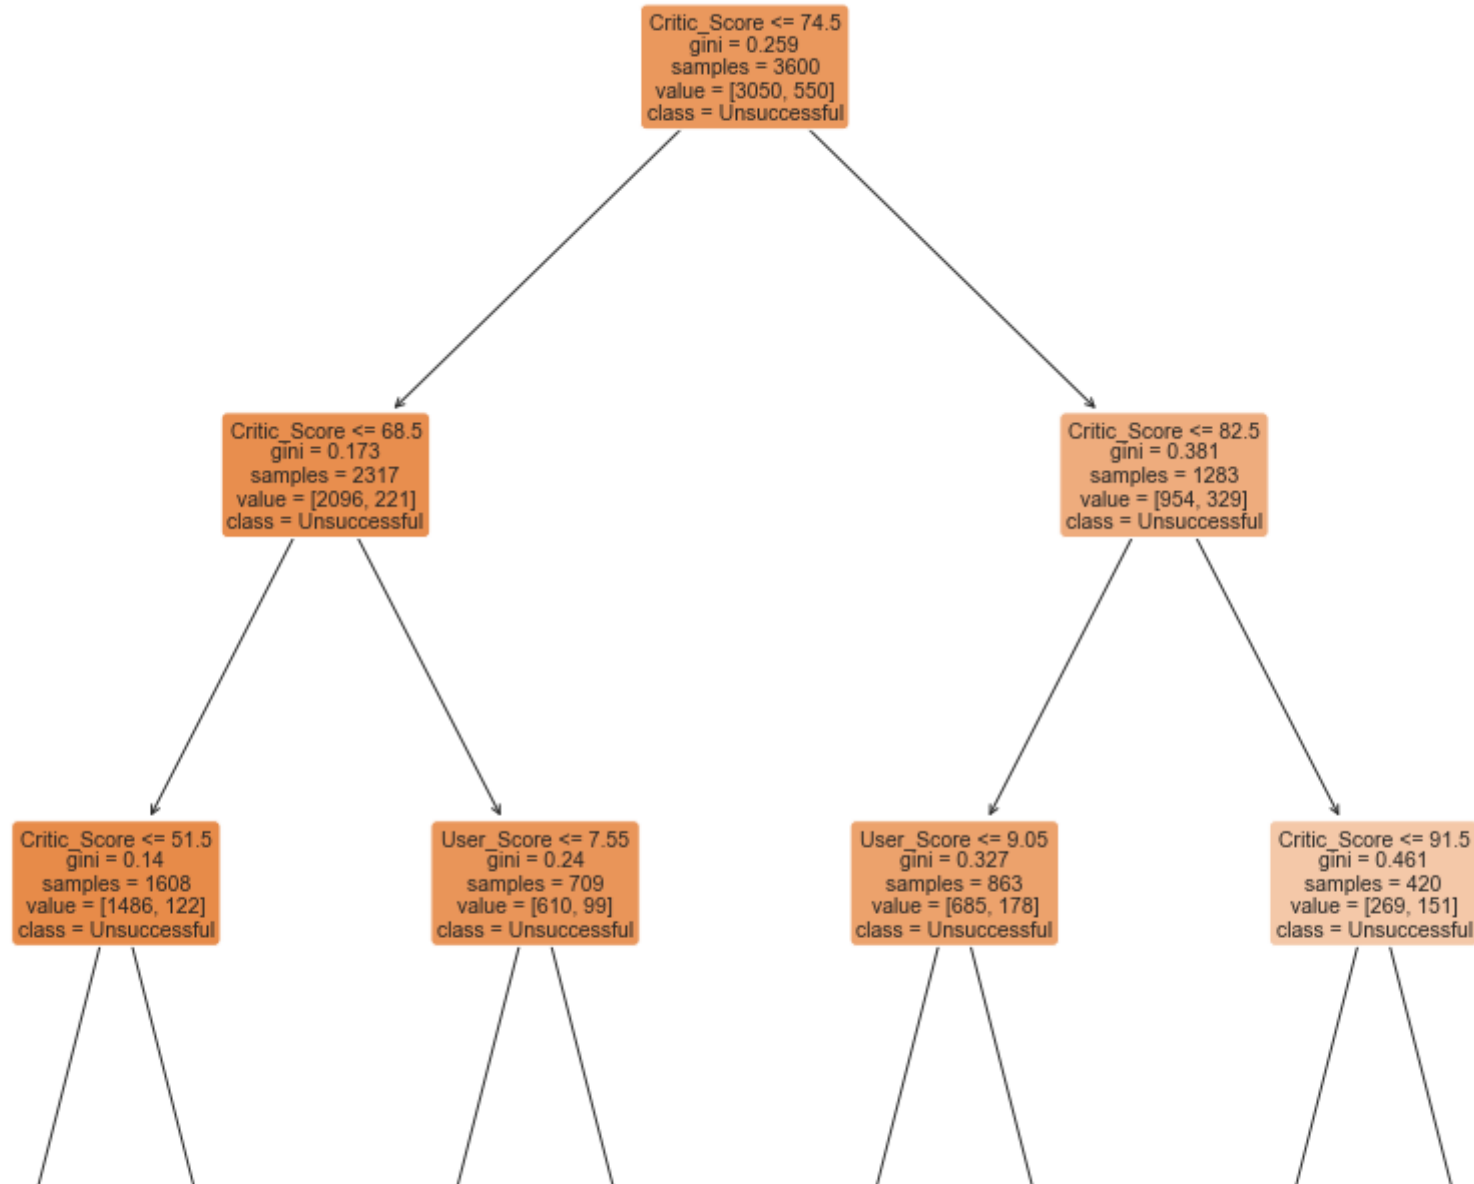 Critic_Score <= 74.5
gini = 0.259
samples = 3600
value = [3050, 550]
class = Unsuccessful
Critic_Score <= 68.5
gini = 0.173
samples = 2317
value = [2096, 221]
class = Unsuccessful
Critic_Score <= 82.5
gini = 0.381
samples = 1283
value = [954, 329]
class = Unsuccessful
Critic_Score <= 51.5
gini = 0.14
samples = 1608
value = [1486, 122]
class = Unsuccessful
User_Score <= 7.55
gini = 0.24
samples = 709
value = [610, 99]
class = Unsuccessful
User_Score <= 9.05
gini = 0.327
samples = 863
value = [685, 178]
class = Unsuccessful
Critic_Score <= 91.5
gini = 0.461
samples = 420
value = [269, 151]
class = Unsuccessful